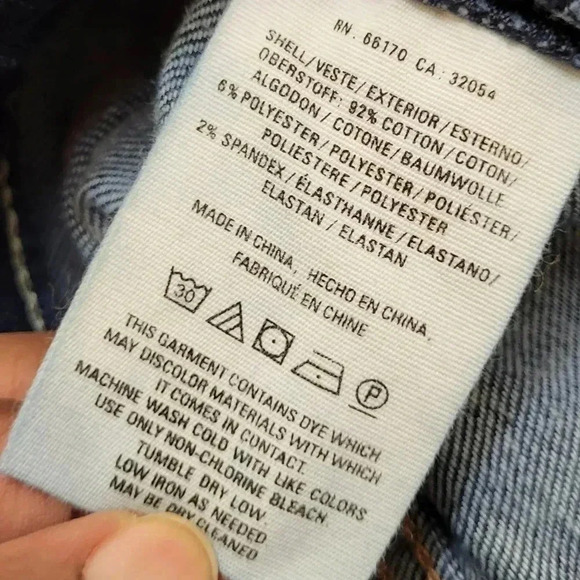 RN. 66170 CA: 32054
SHELL/VESTE/EXTERIOR/ESTERNO/
OBERSTOFF: 92% COTTON/COTON/
ALGODON/COTONE/BAUMWOLLE
6% POLYESTER/POLYESTER/POLIÉSTER/
POLIESTERE/POLYESTER
2% SPANDEX/ÉLASTHANNE/ELASTANO/
ELASTAN/ELASTAN
MADE IN CHINA, HECHO EN CHINA,
FABRIQUÉ EN CHINE
30 P
THIS GARMENT CONTAINS DYE WHICH
MAY DISCOLOR MATERIALS WITH WHICH
IT COMES IN CONTACT.
MACHINE WASH COLD WITH LIKE COLORS
USE ONLY NON-CHLORINE BLEACH
TUMBLE DRY LOW.
LOW IRON AS NEEDED
MAY BE DRY CLEANED